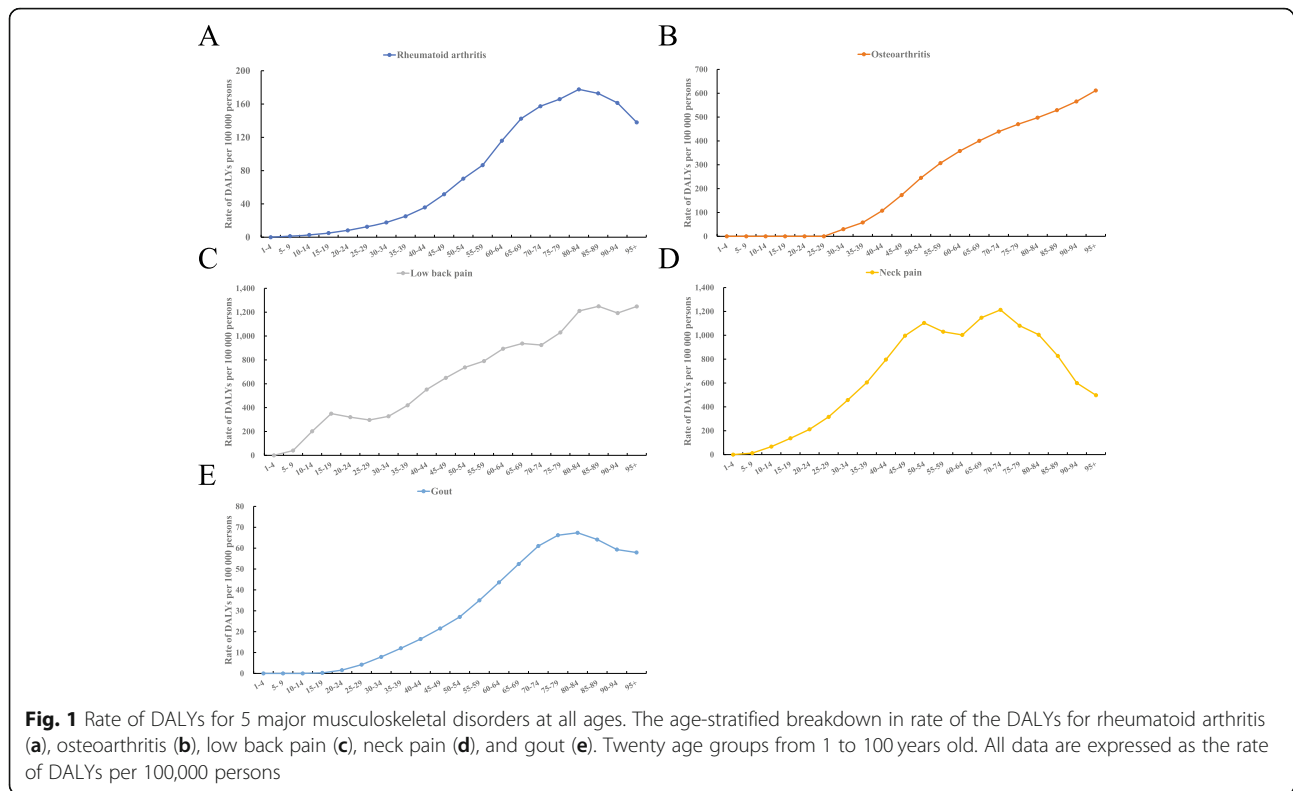 A
Rheumatoid arthritis
Rate of DALYs per 100 000 persons
200
160
120
80
40
0
1-4 5- 9 10-14 15-19 20-24 25-29 30-34 35-39 40-44 45-49 50-54 55-59 60-64 65-69 70-74 75-79 80-84 85-89 90-94 95+
B
Osteoarthritis
Rate of DALYs per 100 000 persons
700
600
500
400
300
200
100
0
1-4 5- 9 10-14 15-19 20-24 25-29 30-34 35-39 40-44 45-49 50-54 55-59 60-64 65-69 70-74 75-79 80-84 85-89 90-94 95+
C
Low back pain
Rate of DALYs per 100 000 persons
1,400
1,200
1,000
800
600
400
200
0
1-4 5- 9 10-14 15-19 20-24 25-29 30-34 35-39 40-44 45-49 50-54 55-59 60-64 65-69 70-74 75-79 80-84 85-89 90-94 95+
D
Neck pain
Rate of DALYs per 100 000 persons
1,400
1,200
1,000
800
600
400
200
0
1-4 5- 9 10-14 15-19 20-24 25-29 30-34 35-39 40-44 45-49 50-54 55-59 60-64 65-69 70-74 75-79 80-84 85-89 90-94 95+
E
Gout
Rate of DALYs per 100 000 persons
80
70
60
50
40
30
20
10
0
1-4 5- 9 10-14 15-19 20-24 25-29 30-34 35-39 40-44 45-49 50-54 55-59 60-64 65-69 70-74 75-79 80-84 85-89 90-94 95+
Fig. 1 Rate of DALYs for 5 major musculoskeletal disorders at all ages. The age-stratified breakdown in rate of the DALYs for rheumatoid arthritis
(a), osteoarthritis (b), low back pain (c), neck pain (d), and gout (e). Twenty age groups from 1 to 100 years old. All data are expressed as the rate
of DALYs per 100,000 persons